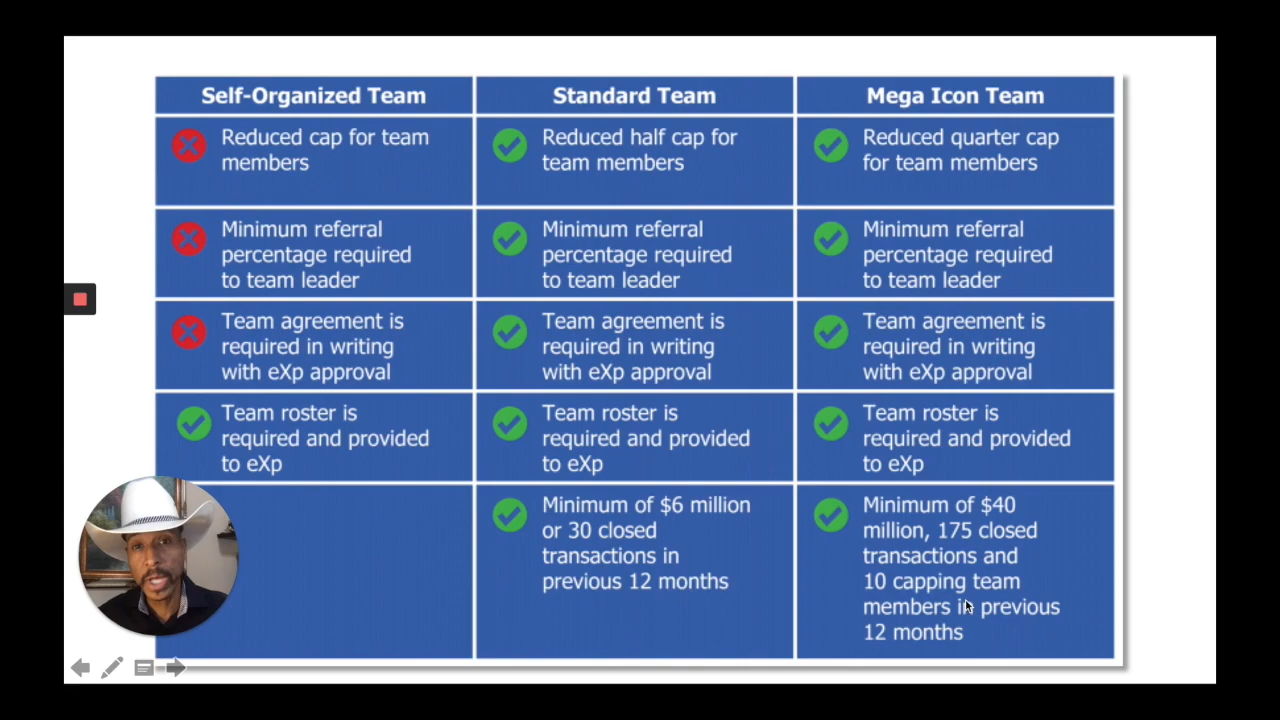 Self-Organized Team
Standard Team
Mega Icon Team
Reduced cap for team
members
Reduced half cap for
team members
Reduced quarter cap
for team members
Minimum referral
percentage required
to team leader
Minimum referral
percentage required
to team leader
Minimum referral
percentage required
to team leader
Team agreement is
required in writing
with eXp approval
Team agreement is
required in writing
with eXp approval
Team agreement is
required in writing
with eXp approval
Team roster is
required and provided
to eXp
Team roster is
required and provided
to eXp
Team roster is
required and provided
to eXp
Minimum of $6 million
or 30 closed
transactions in
previous 12 months
Minimum of $40
million, 175 closed
transactions and
10 capping team
members in previous
12 months